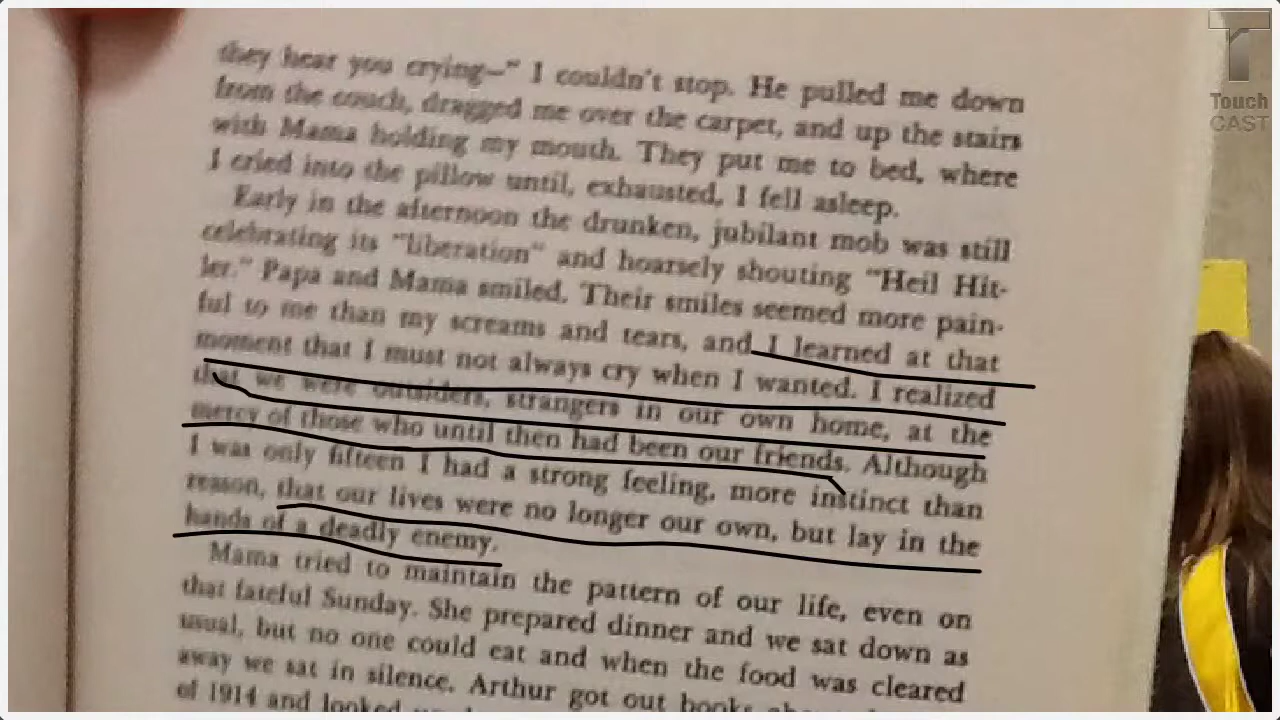 they hear you crying—" I couldn't stop. He pulled me down
from the couch, dragged me over the carpet, and up the stairs
with Mama holding my mouth. They put me to bed, where
I cried into the pillow until, exhausted, I fell asleep.
Early in the afternoon the drunken, jubilant mob was still
celebrating its "liberation" and hoarsely shouting "Heil Hit-
ler." Papa and Mama smiled. Their smiles seemed more pain-
ful to me than my screams and tears, and I learned at that
moment that I must not always cry when I wanted. I realized
that we were outsiders, strangers in our own home, at the
mercy of those who until then had been our friends. Although
I was only fifteen I had a strong feeling, more instinct than
reason, that our lives were no longer our own, but lay in the
hands of a deadly enemy.
Mama tried to maintain the pattern of our life, even on
that fateful Sunday. She prepared dinner and we sat down as
usual, but no one could eat and when the food was cleared
away we sat in silence. Arthur got out books
of 1914 and looked
Touch
CAST